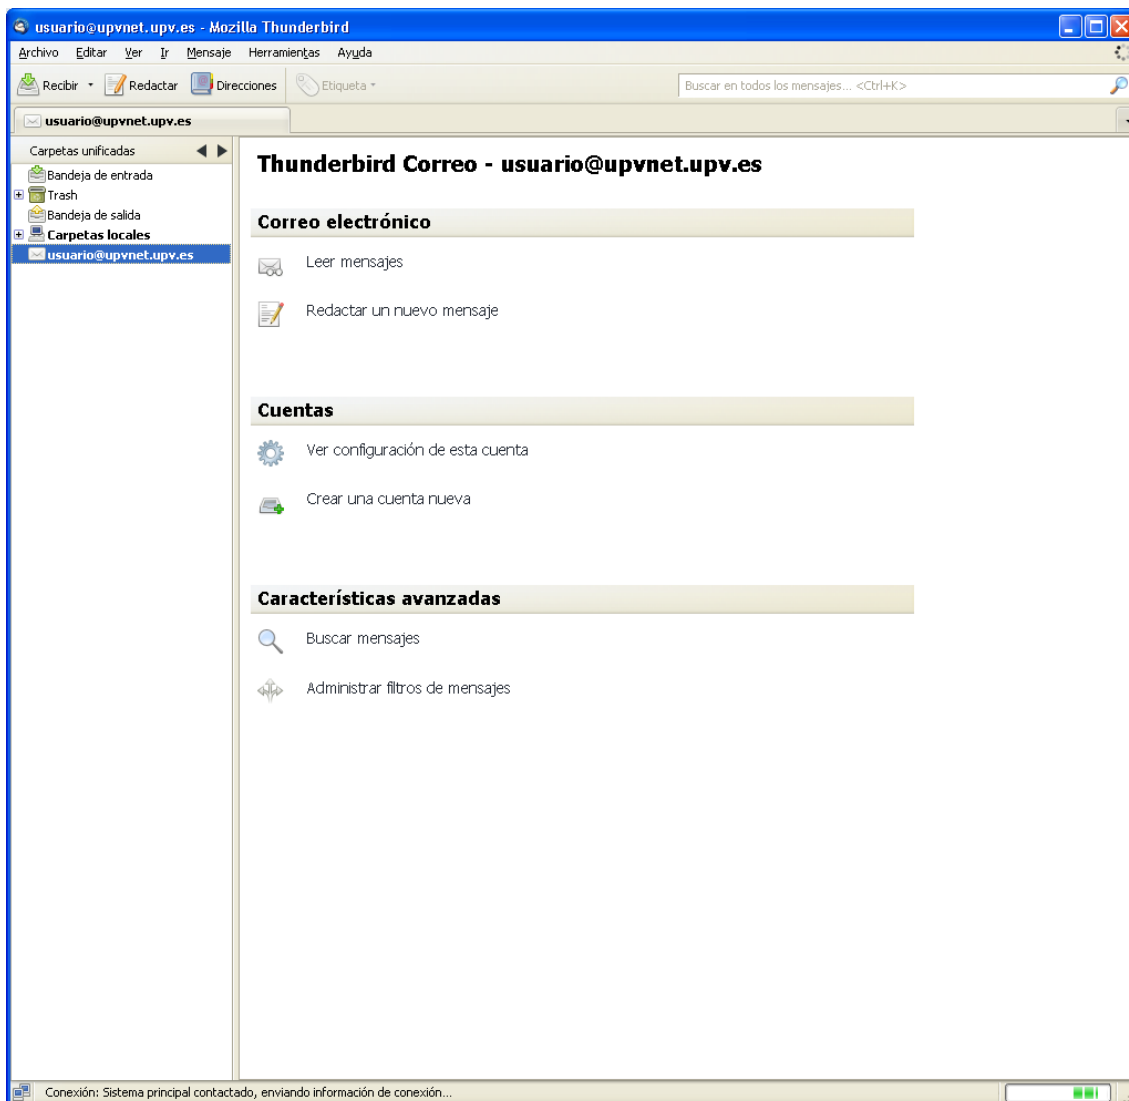 usuario@upvnet.upv.es - Mozilla Thunderbird
Archivo Editar Ver Ir Mensaje Herramientas Ayuda
Recibir Redactar Direcciones Etiqueta Buscar en todos los mensajes... <Ctrl+K>
usuario@upvnet.upv.es
Carpetas unificadas
Bandeja de entrada
Trash
Bandeja de salida
Carpetas locales
usuario@upvnet.upv.es
Thunderbird Correo - usuario@upvnet.upv.es
Correo electrónico
Leer mensajes
Redactar un nuevo mensaje
Cuentas
Ver configuración de esta cuenta
Crear una cuenta nueva
Características avanzadas
Buscar mensajes
Administrar filtros de mensajes
Conexión: Sistema principal contactado, enviando información de conexión...